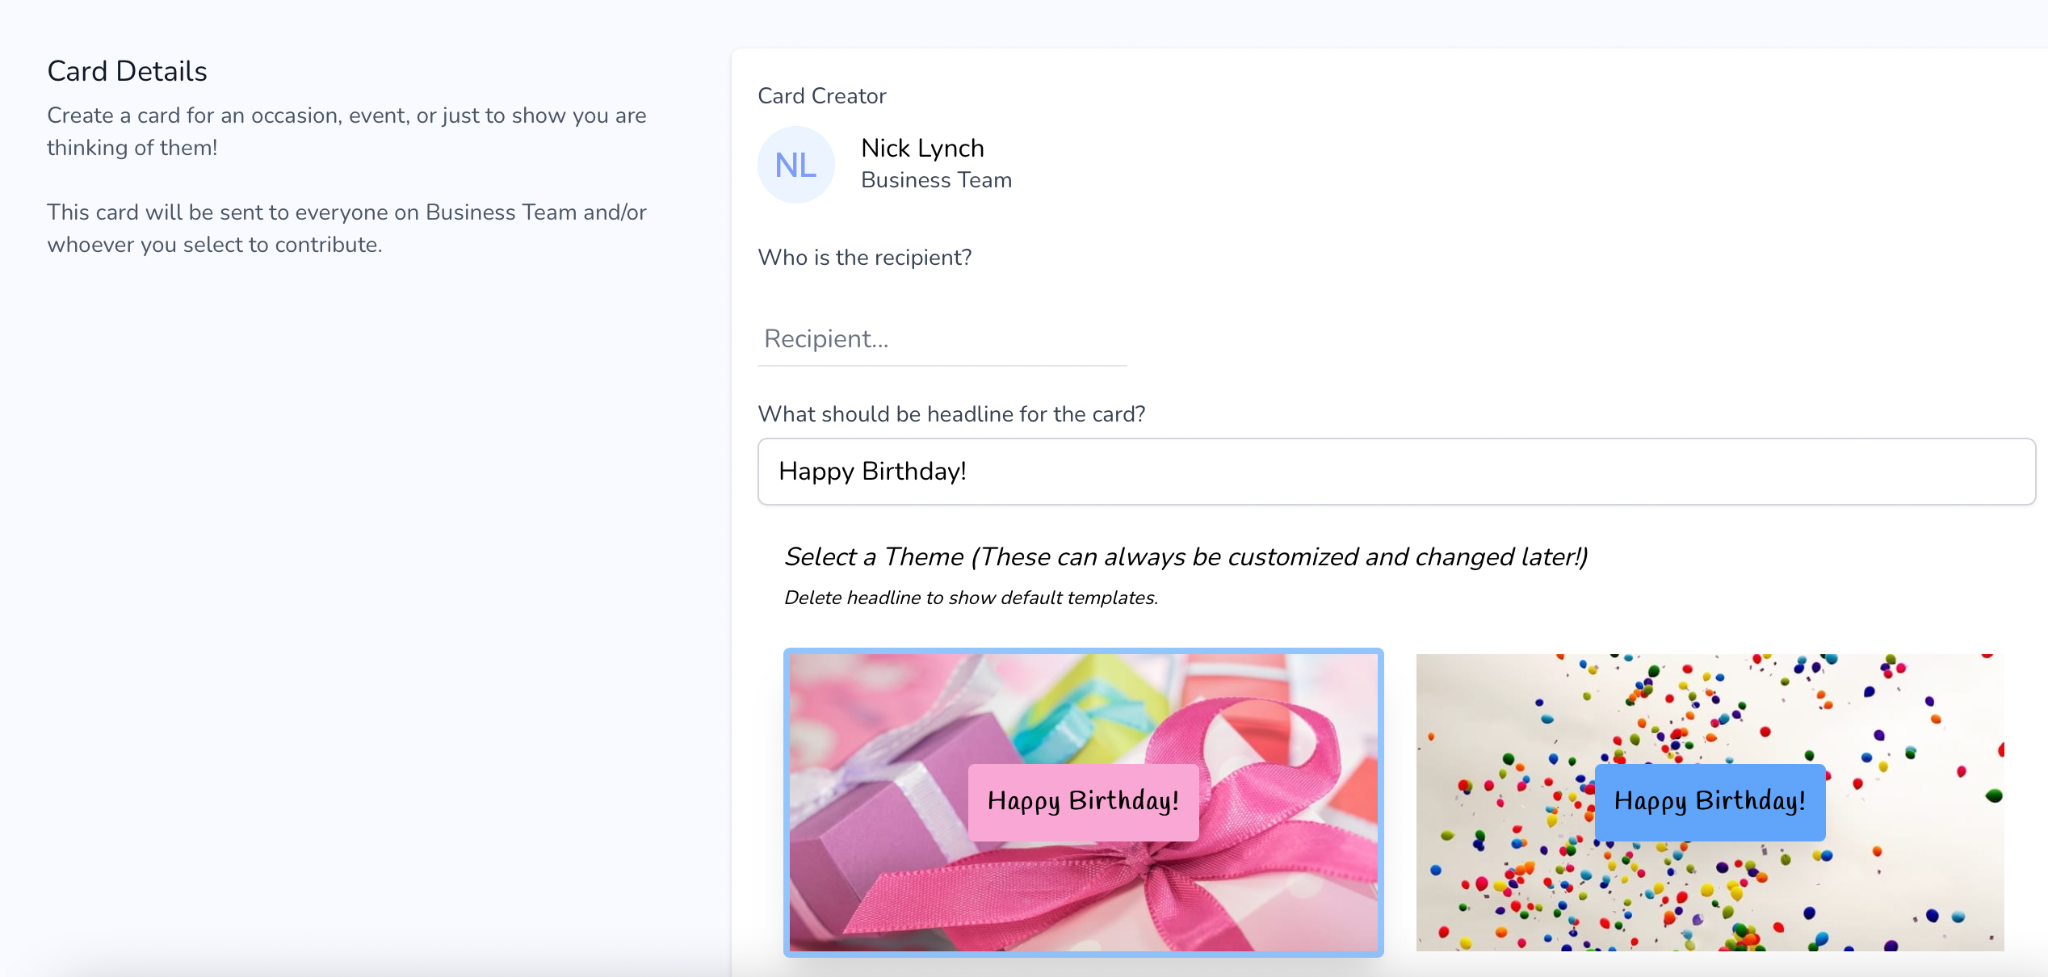 Card Details
Create a card for an occasion, event, or just to show you are
thinking of them!
This card will be sent to everyone on Business Team and/or
whoever you select to contribute.
Card Creator
NL
Nick Lynch
Business Team
Who is the recipient?
Recipient...
What should be headline for the card?
Happy Birthday!
Select a Theme (These can always be customized and changed later!)
Delete headline to show default templates.
Happy Birthday!
Happy Birthday!